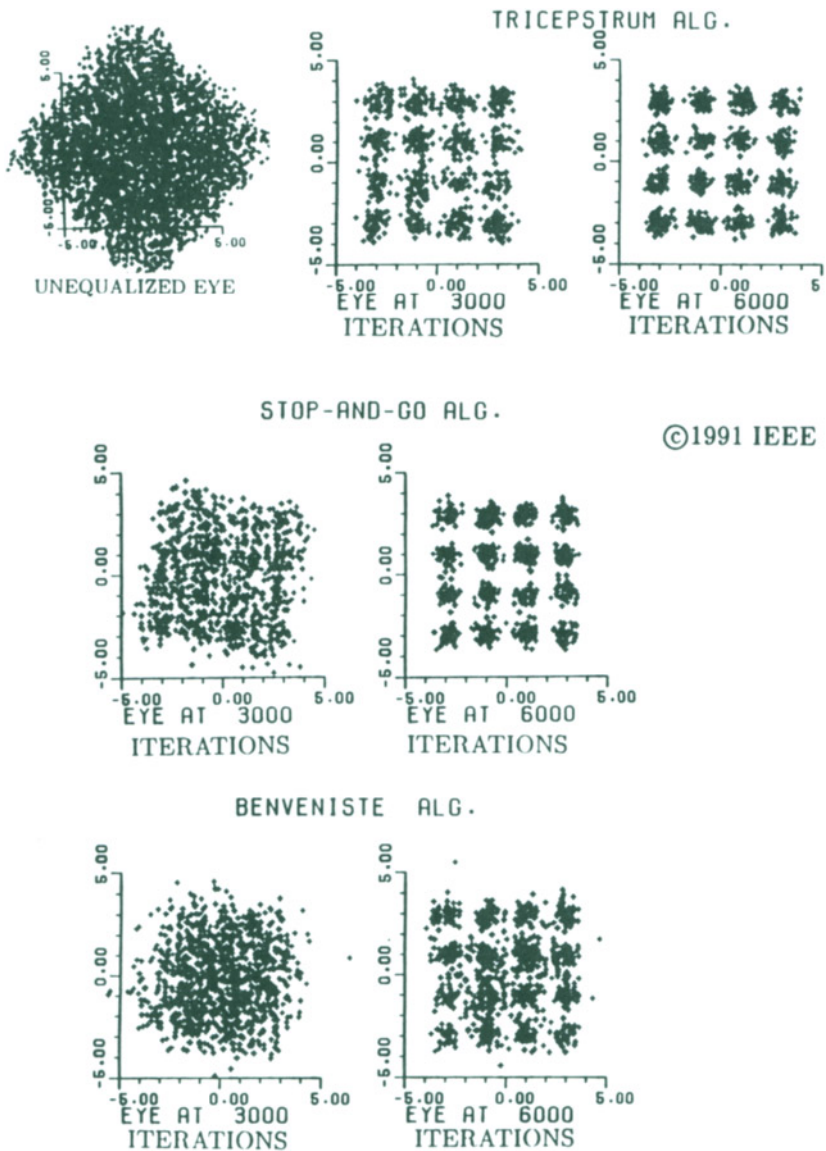 TRICEPSTRUM ALG.
5.00
-5.00
-5.00 5.00
UNEQUALIZED EYE
5.00
0.00
-5.00
-5.00 0.00 5.00
EYE AT 3000
ITERATIONS
5.00
0.00
-5.00
-5.00 0.00 5
EYE AT 6000
ITERATIONS
STOP-AND-GO ALG.
©1991 IEEE
5.00
0.00
-5.00
-5.00 0.00 5.00
EYE AT 3000
ITERATIONS
5.00
0.00
-5.00
-5.00 0.00 5.00
EYE AT 6000
ITERATIONS
BENVENISTE ALG.
5.00
0.00
-5.00
-5.00 0.00 5.00
EYE AT 3000
ITERATIONS
5.00
0.00
-5.00
-5.00 0.00 5.00
EYE AT 6000
ITERATIONS